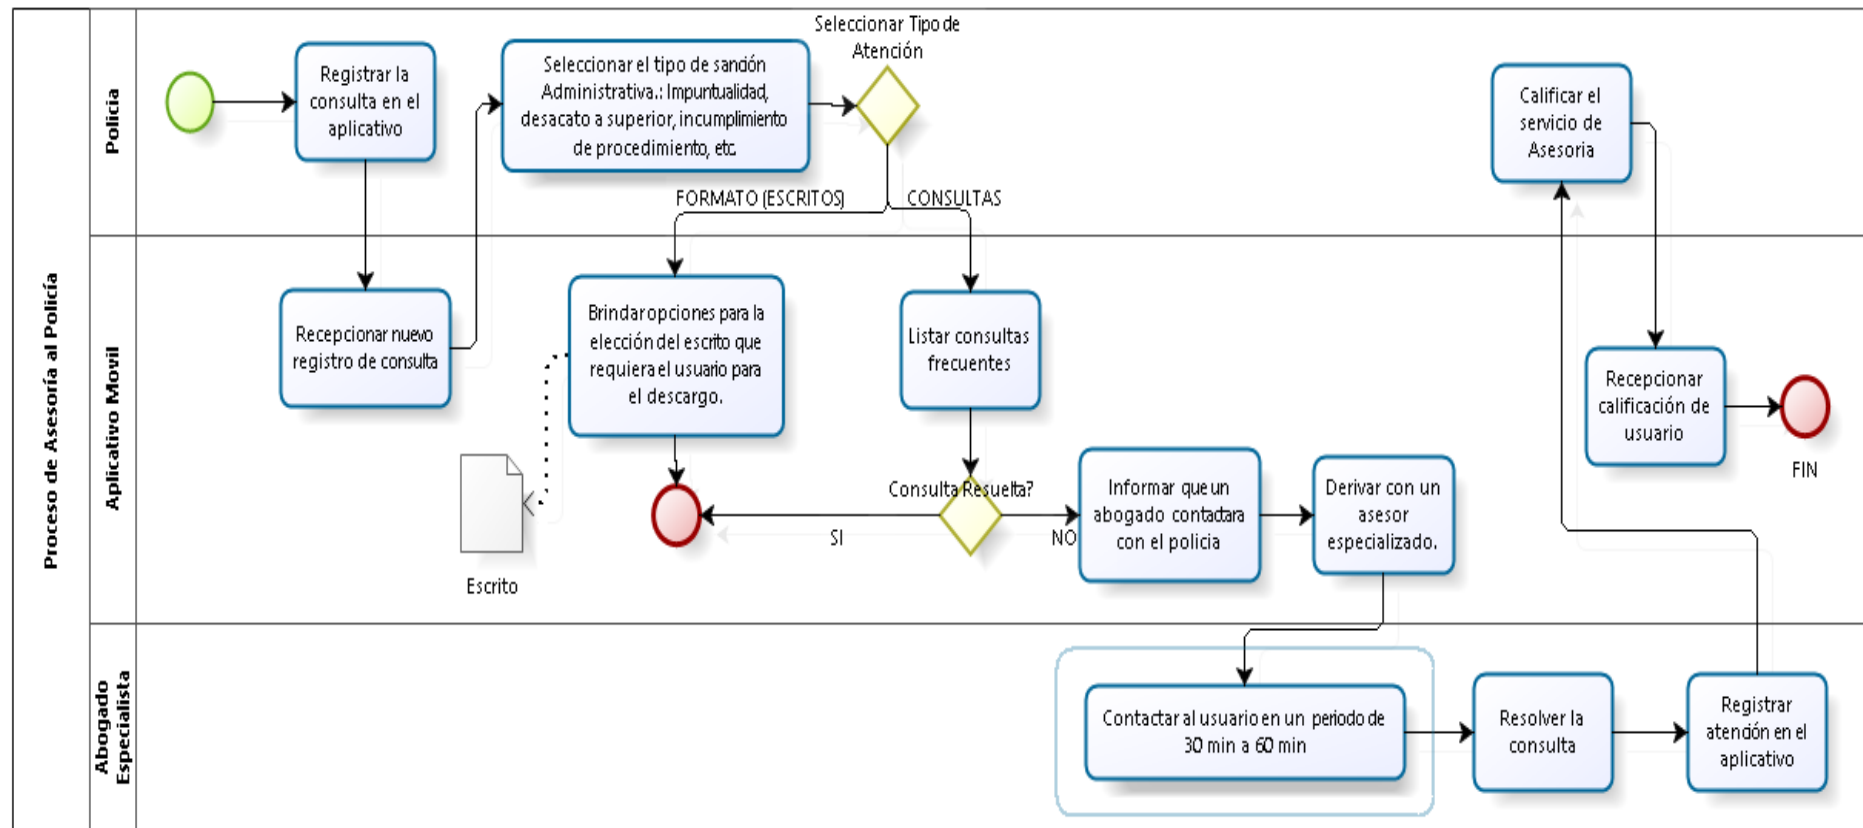 Proceso de Asesoría al Policía
Policía
Registrar la
consulta en el
aplicativo
Seleccionar el tipo de sanción
Administrativa.: Impuntualidad,
desacato a superior, incumplimiento
de procedimiento, etc.
Seleccionar Tipo de
Atención
FORMATO (ESCRITOS)
CONSULTAS
Calificar el
servicio de
Asesoria
Aplicativo Movil
Recepcionar nuevo
registro de consulta
Brindar opciones para la
elección del escrito que
requiera el usuario para
el descargo.
Escrito
Listar consultas
frecuentes
Consulta Resuelta?
SI
NO
Informar que un
abogado contactara
con el policia
Derivar con un
asesor
especializado.
Recepcionar
calificación de
usuario
FIN
Abogado
Especialista
Contactar al usuario en un periodo de
30 min a 60 min
Resolver la
consulta
Registrar
atención en el
aplicativo